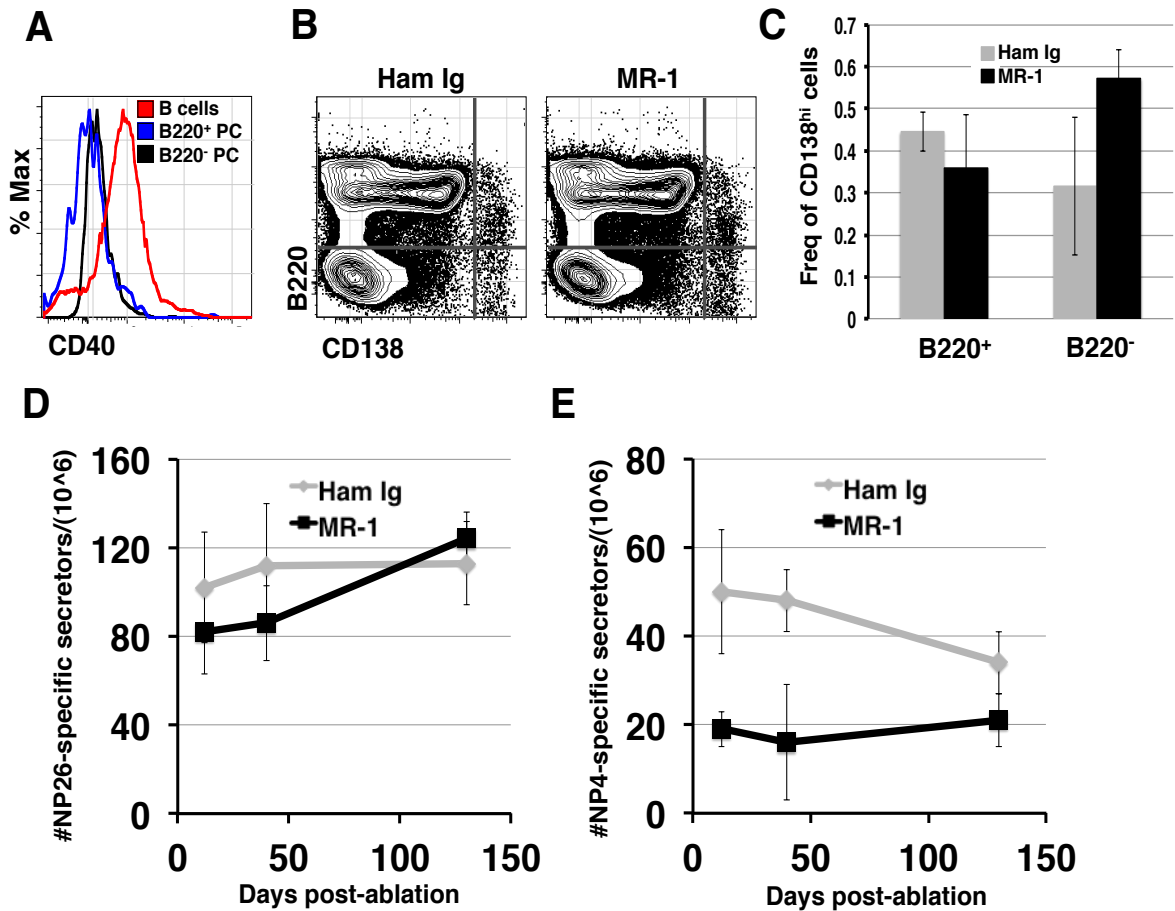 A
B cells
B220+ PC
B220- PC
% Max
CD40
B
Ham Ig
MR-1
B220
CD138
C
0.7
0.6
0.5
0.4
0.3
0.2
0.1
0
Freq of CD138hi cells
Ham Ig
MR-1
B220+
B220-
D
160
120
80
40
0
#NP26-specific secretors/(10^6)
Ham Ig
MR-1
0 50 100 150
Days post-ablation
E
80
60
40
20
0
#NP4-specific secretors/(10^6)
Ham Ig
MR-1
0 50 100 150
Days post-ablation